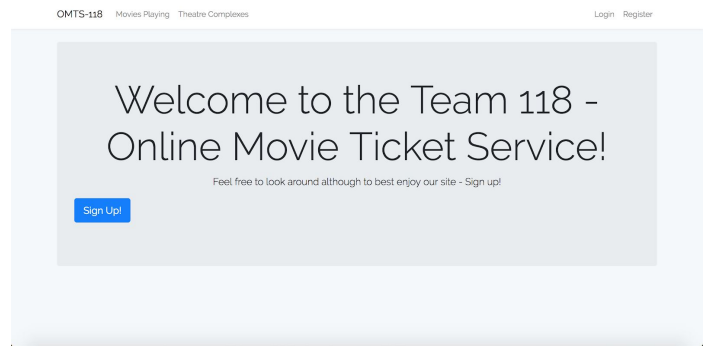 OMTS-118 Movies Playing Theatre Complexes Login Register
Welcome to the Team 118 -
Online Movie Ticket Service!
Feel free to look around although to best enjoy our site - Sign up!
Sign Up!